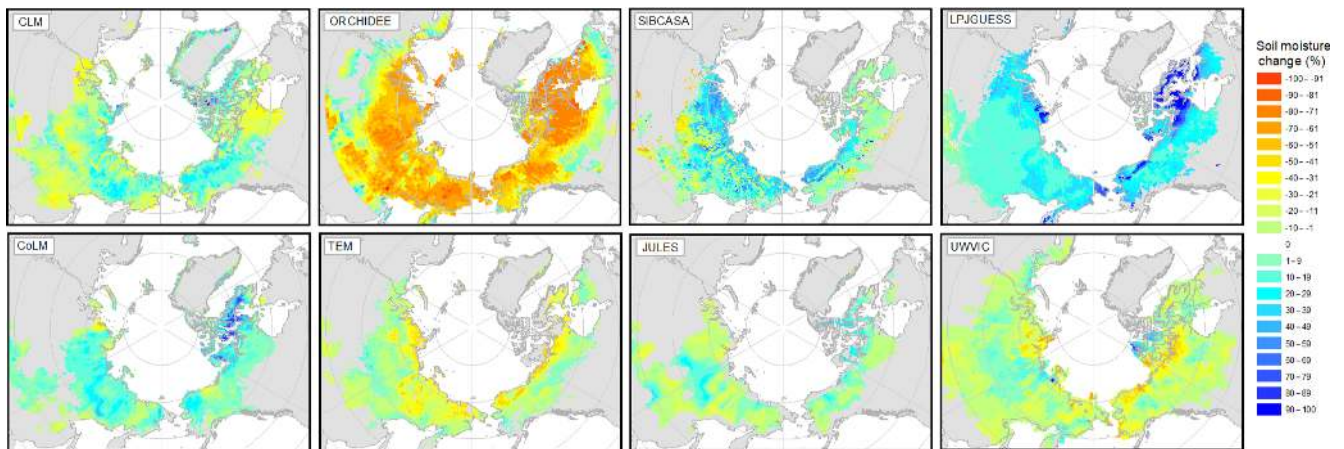 CLM
ORCHIDEE
SIBCASA
LPJGUESS
CoLM
TEM
JULES
UWVIC
Soil moisture
change (%)
-100 - -91
-90 - -81
-80 - -71
-70 - -61
-60 - -51
-50 - -41
-40 - -31
-30 - -21
-20 - -11
-10 - -1
0
1 - 9
10 - 19
20 - 29
30 - 39
40 - 49
50 - 59
60 - 69
70 - 79
80 - 89
90 - 100